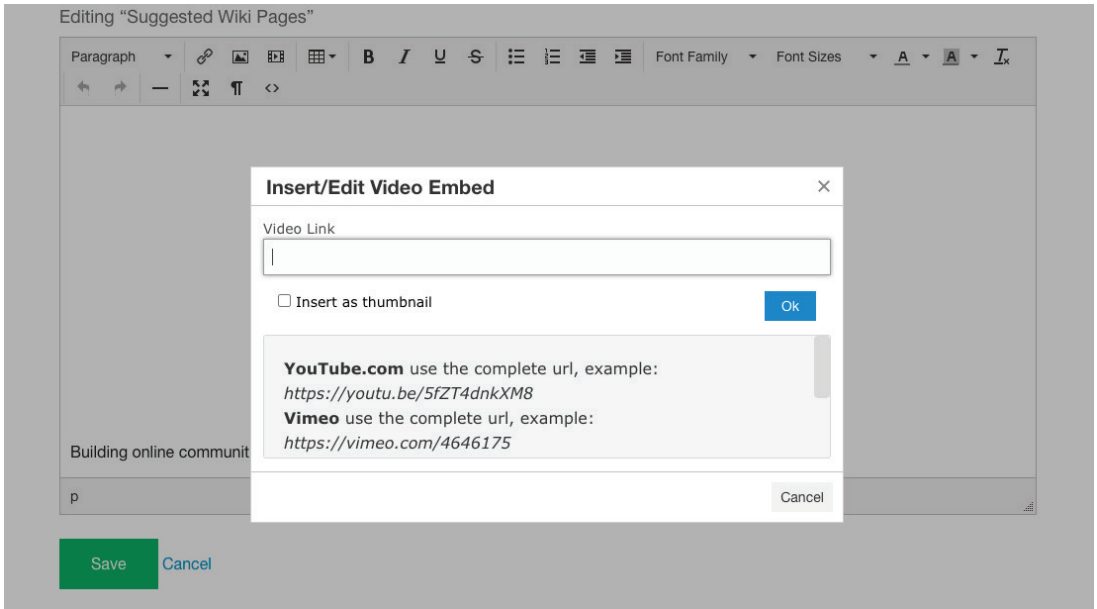 Editing “Suggested Wiki Pages”
Paragraph B I U S Font Family Font Sizes A A Ix
¶ <>
Insert/Edit Video Embed ×
Video Link
Insert as thumbnail Ok
YouTube.com use the complete url, example:
https://youtu.be/5fZT4dnkXM8
Vimeo use the complete url, example:
https://vimeo.com/4646175
Building online communit
p
Cancel
Save Cancel